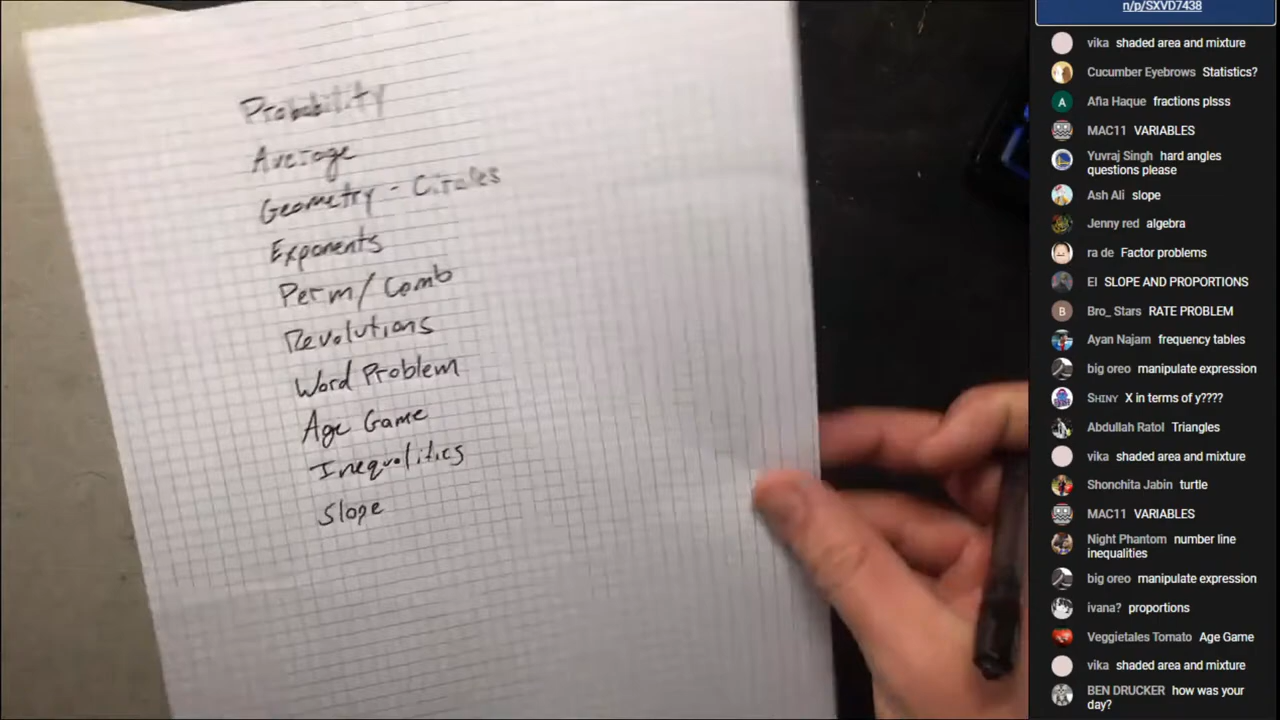 Probability
Average
Geometry - Circles
Exponents
Perm/Comb
Revolutions
Word Problem
Age Game
Inequalities
Slope
n/p/SXVD7438
vika shaded area and mixture
Cucumber Eyebrows Statistics?
A Afia Haque fractions plsss
MAC11 VARIABLES
Yuvraj Singh hard angles
questions please
Ash Ali slope
Jenny red algebra
ra de Factor problems
EI SLOPE AND PROPORTIONS
B Bro_ Stars RATE PROBLEM
Ayan Najam frequency tables
big oreo manipulate expression
SHINY X in terms of y????
Abdullah Ratol Triangles
vika shaded area and mixture
Shonchita Jabin turtle
MAC11 VARIABLES
Night Phantom number line
inequalities
big oreo manipulate expression
ivana? proportions
Veggietales Tomato Age Game
vika shaded area and mixture
BEN DRUCKER how was your
day?